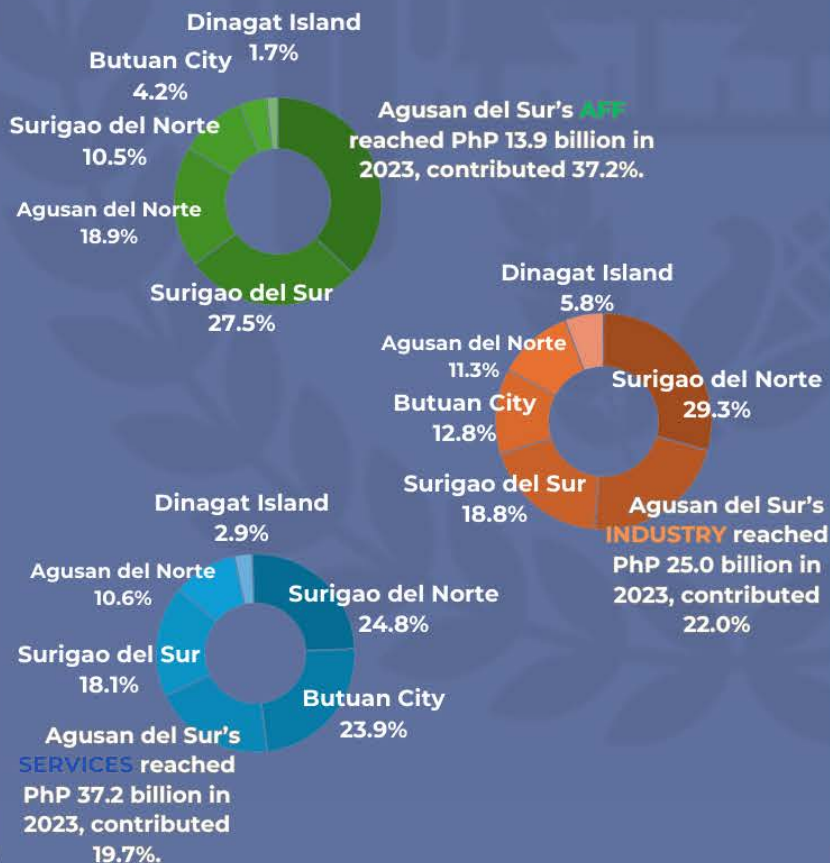 Dinagat Island
1.7%
Butuan City
4.2%
Surigao del Norte
10.5%
Agusan del Norte
18.9%
Surigao del Sur
27.5%
Agusan del Sur's AFF
reached PhP 13.9 billion in
2023, contributed 37.2%.
Dinagat Island
5.8%
Agusan del Norte
11.3%
Butuan City
12.8%
Surigao del Sur
18.8%
Surigao del Norte
29.3%
Agusan del Sur's
INDUSTRY reached
PhP 25.0 billion in
2023, contributed
22.0%
Dinagat Island
2.9%
Agusan del Norte
10.6%
Surigao del Sur
18.1%
Surigao del Norte
24.8%
Butuan City
23.9%
Agusan del Sur's
SERVICES reached
PhP 37.2 billion in
2023, contributed
19.7%.